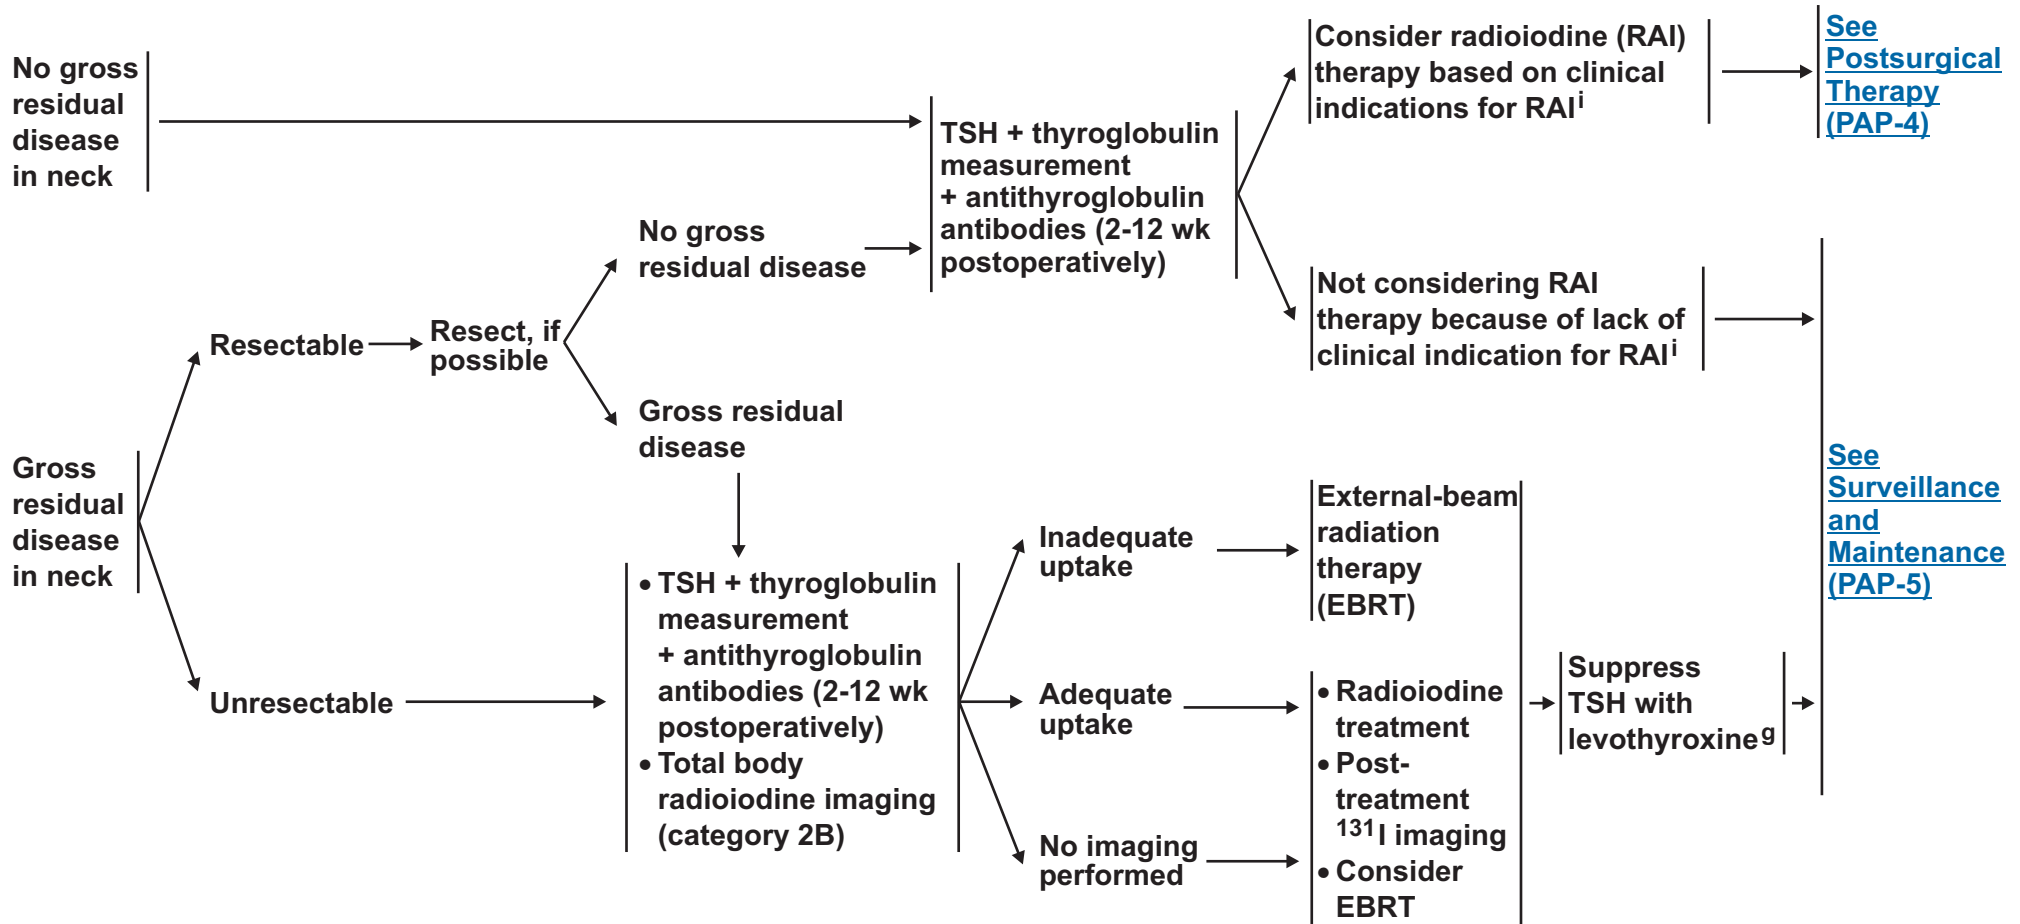 No gross
residual
disease
in neck
TSH + thyroglobulin
measurement
+ antithyroglobulin
antibodies (2-12 wk
postoperatively)
Consider radioiodine (RAI)
therapy based on clinical
indications for RAIⁱ
See
Postsurgical
Therapy
(PAP-4)
Not considering RAI
therapy because of lack of
clinical indication for RAIⁱ
Gross
residual
disease
in neck
Resectable
Resect, if
possible
No gross
residual disease
Gross residual
disease
Unresectable
• TSH + thyroglobulin
measurement
+ antithyroglobulin
antibodies (2-12 wk
postoperatively)
• Total body
radioiodine imaging
(category 2B)
Inadequate
uptake
External-beam
radiation
therapy
(EBRT)
Adequate
uptake
No imaging
performed
• Radioiodine
treatment
• Post-
treatment
¹³¹I imaging
• Consider
EBRT
Suppress
TSH with
levothyroxineᵍ
See
Surveillance
and
Maintenance
(PAP-5)